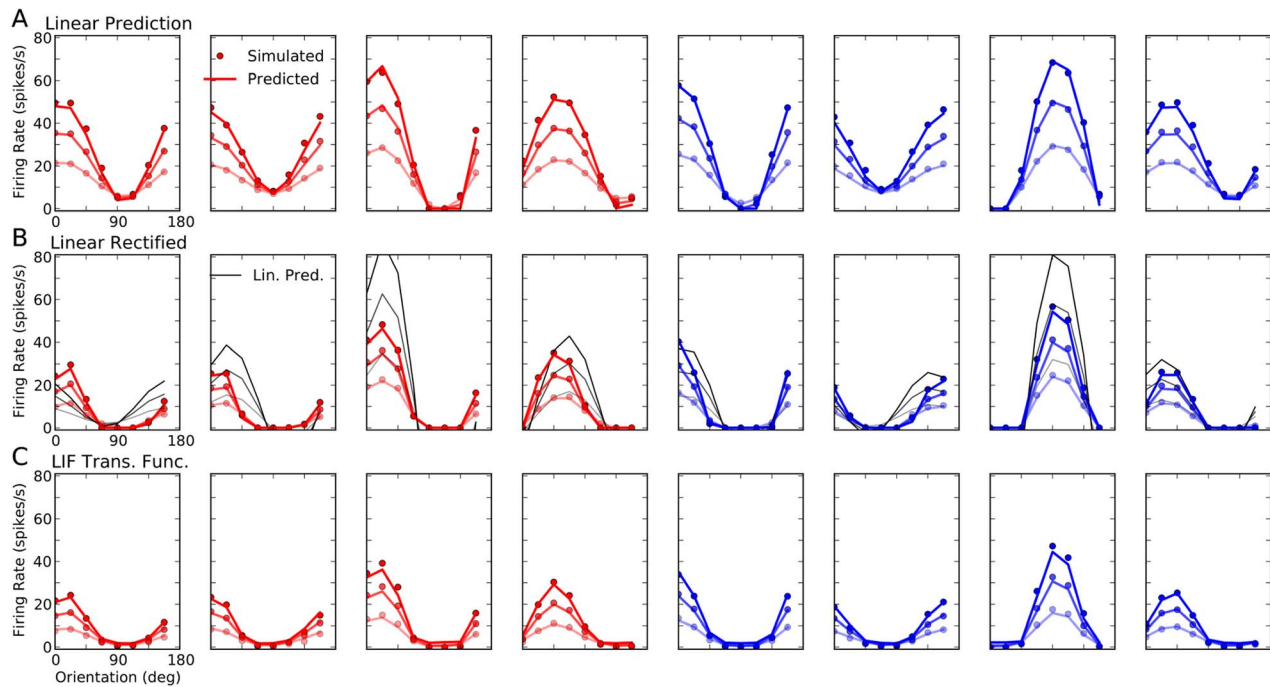 A
Linear Prediction
80
60
40
20
0
Firing Rate (spikes/s)
0 90 180
Simulated
Predicted
B
Linear Rectified
80
60
40
20
0
Firing Rate (spikes/s)
0 90 180
Lin. Pred.
C
LIF Trans. Func.
80
60
40
20
0
Firing Rate (spikes/s)
0 90 180
Orientation (deg)